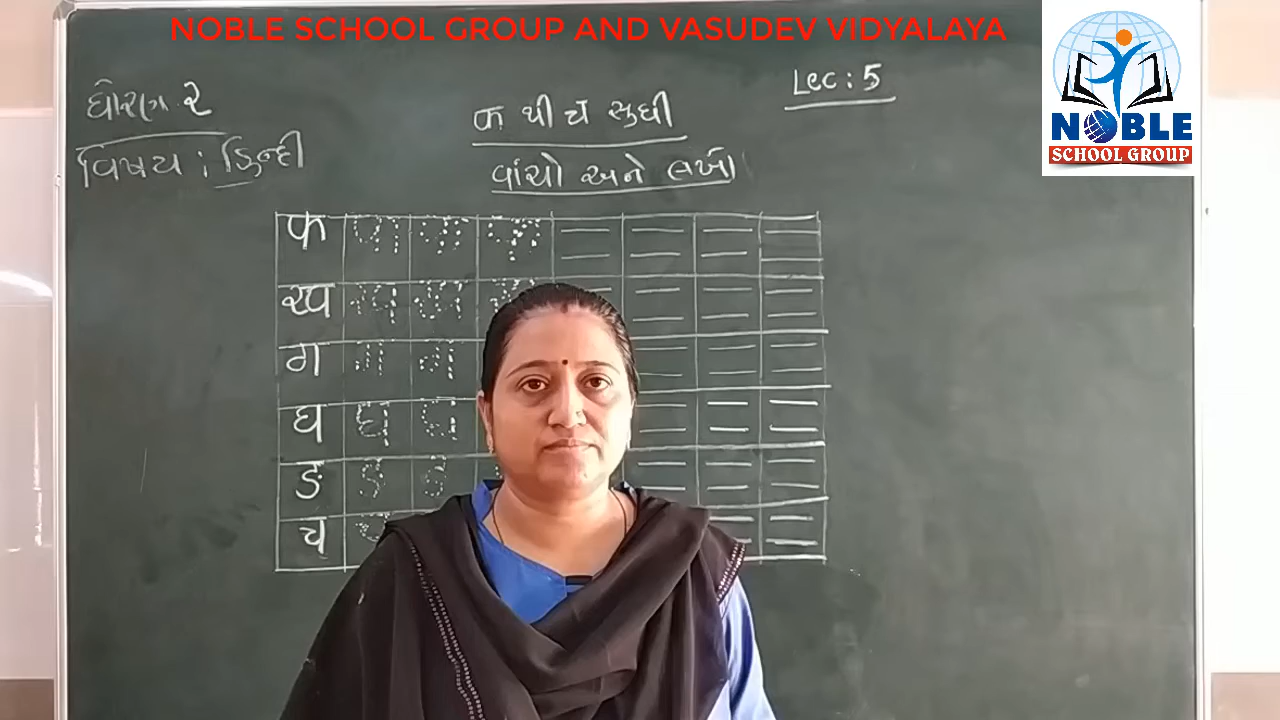 NOBLE SCHOOL GROUP AND VASUDEV VIDYALAYA
NOBLE
SCHOOL GROUP
Lec : 5
ધોરણ ૨
વિષય : હિન્દી
क થી च સુધી
વાંચો અને લખો
क
ख
ग
घ
ङ
च